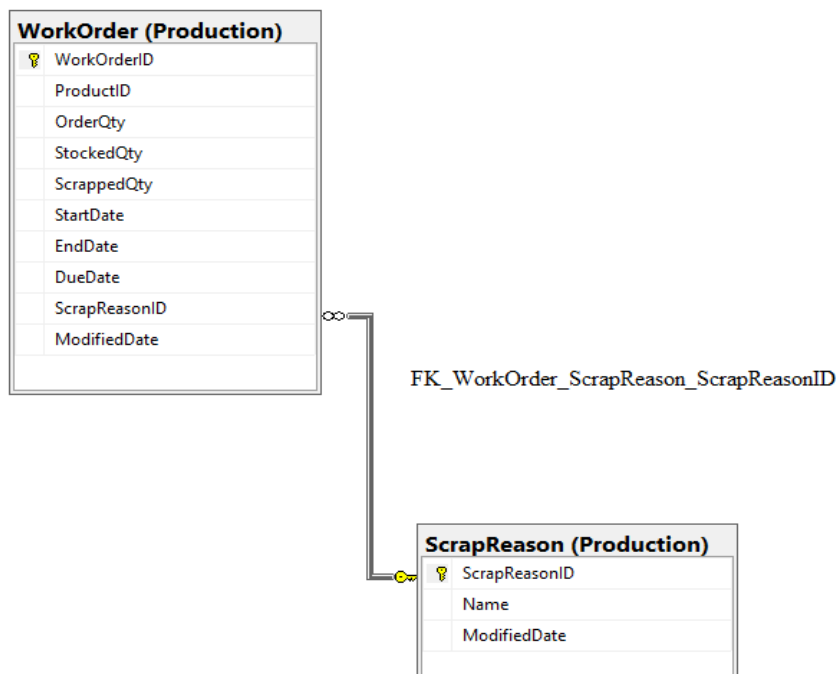 WorkOrder (Production)
WorkOrderID
ProductID
OrderQty
StockedQty
ScrappedQty
StartDate
EndDate
DueDate
ScrapReasonID
ModifiedDate
FK_WorkOrder_ScrapReason_ScrapReasonID
ScrapReason (Production)
ScrapReasonID
Name
ModifiedDate